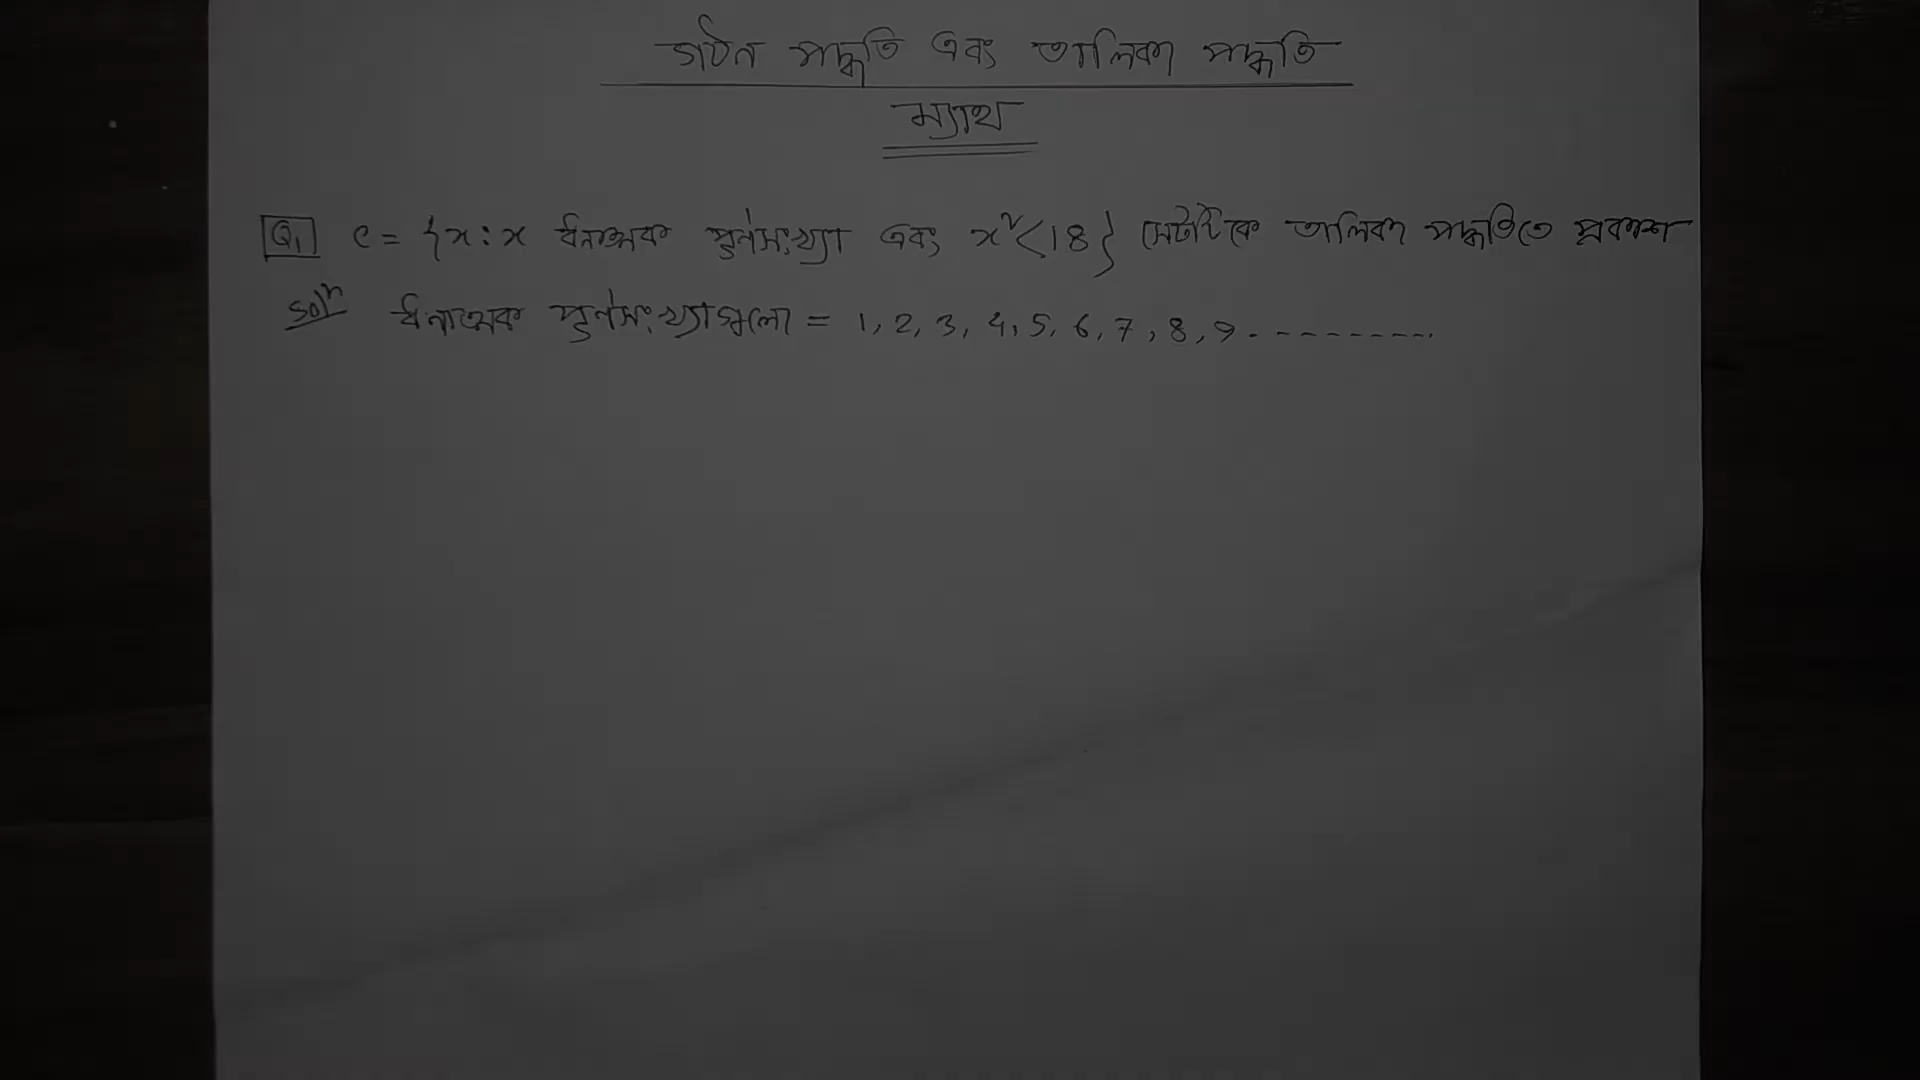 গঠন পদ্ধতি এবং তালিকা পদ্ধতি
ম্যাথ
Q1 c = {x : x ধনাত্মক পূর্ণসংখ্যা এবং x² < 18} সেটটিকে তালিকা পদ্ধতিতে প্রকাশ
Solⁿ ধনাত্মক পূর্ণসংখ্যাগুলো = 1, 2, 3, 4, 5, 6, 7, 8, 9 - - - - - - - -